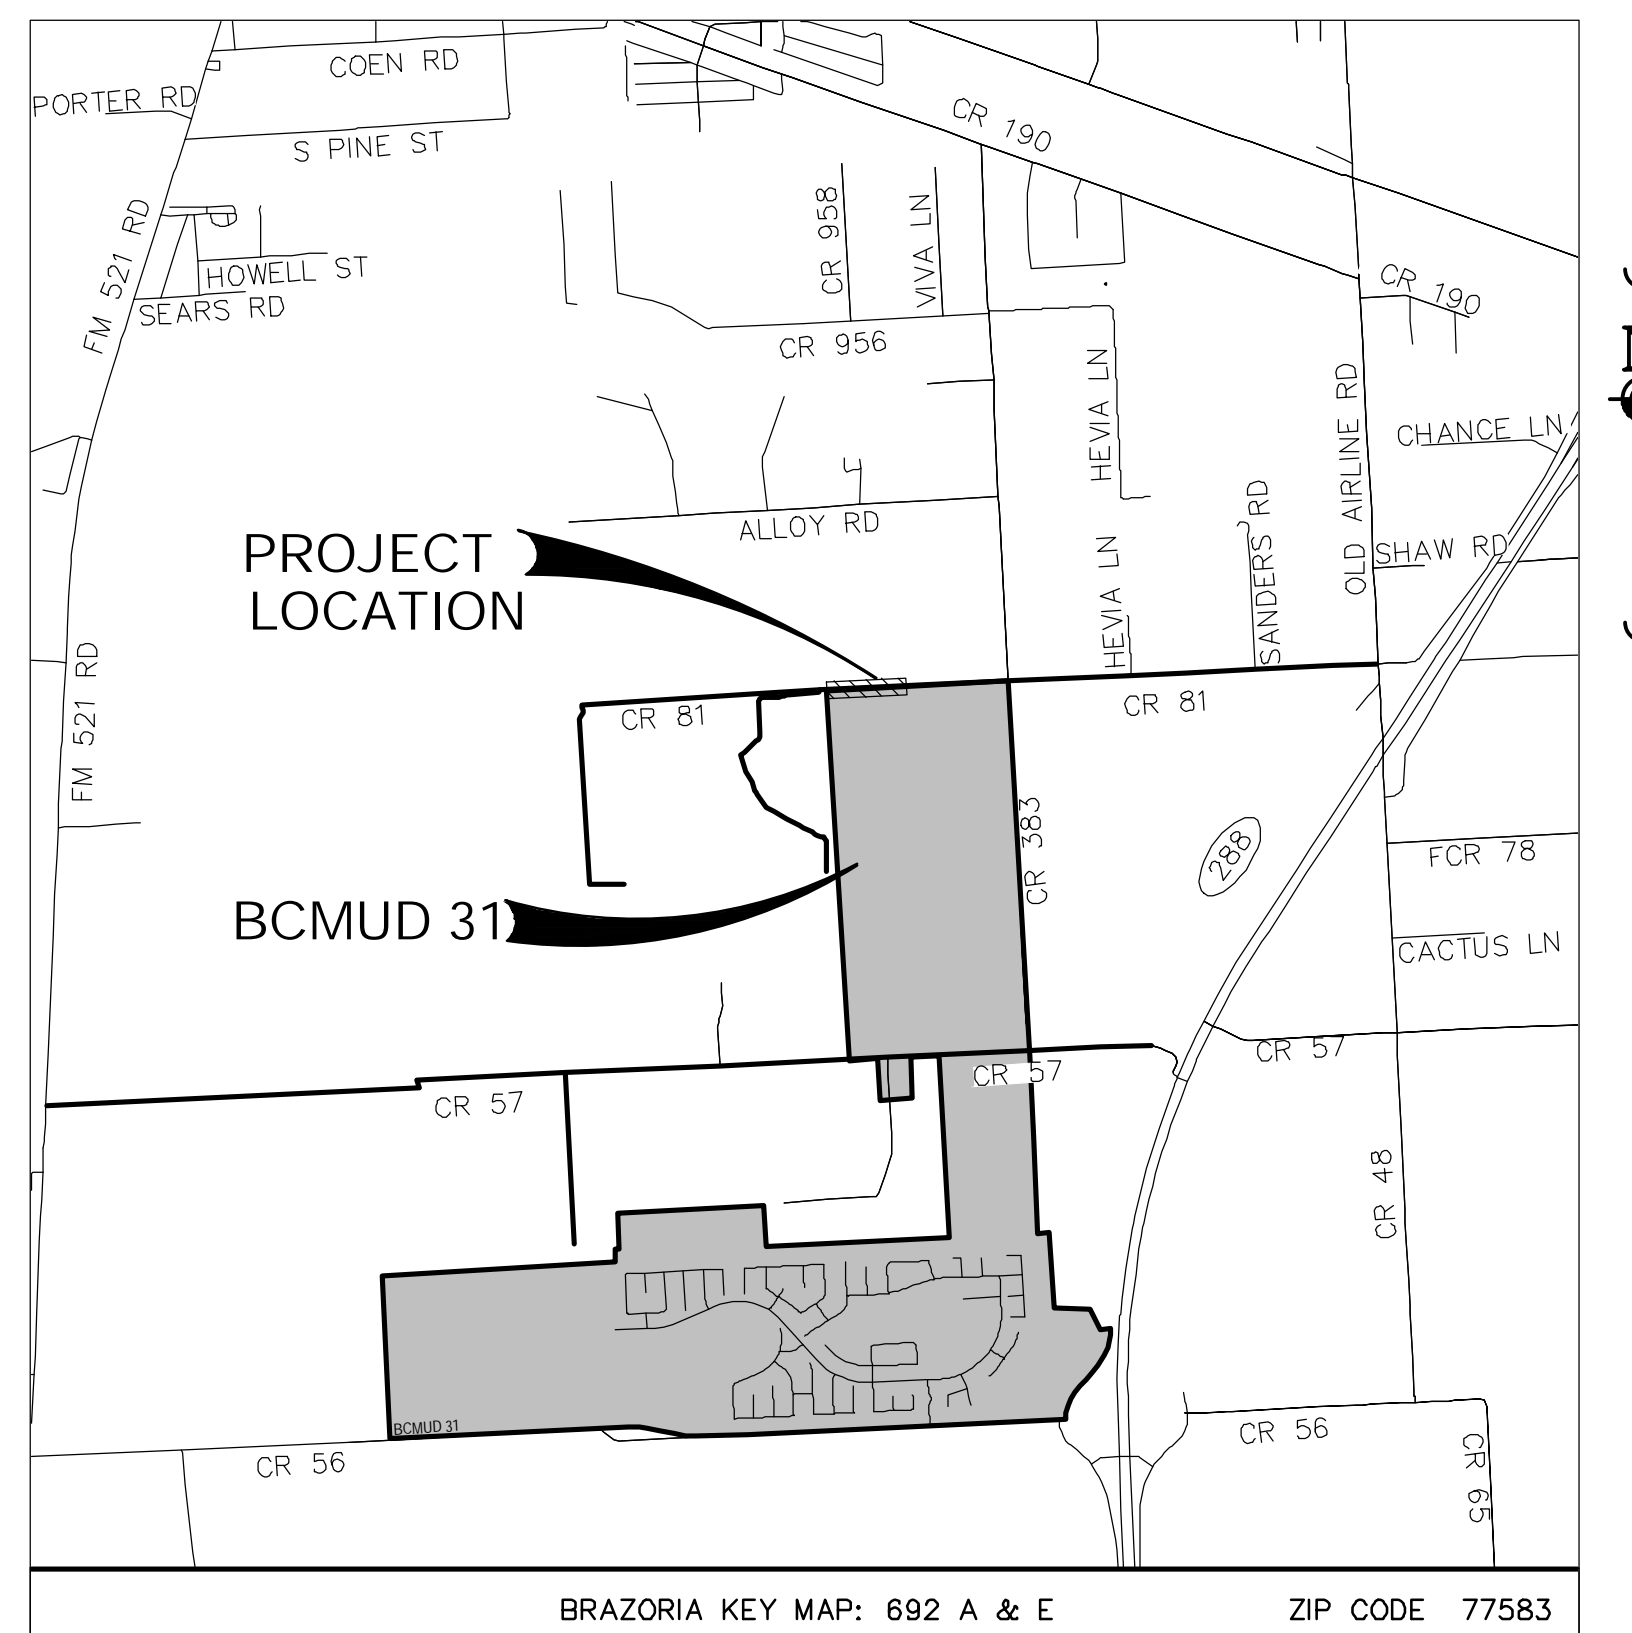 COEN RD
PORTER RD
CR 190
S PINE ST
FM 521 RD
CR 958
VIVA LN
HOWELL ST
SEARS RD
CR 190
CR 956
HEVIA LN
OLD AIRLINE RD
CHANCE LN
ALLOY RD
SANDERS RD
SHAW RD
PROJECT
LOCATION
HEVIA LN
FM 521 RD
CR 81
CR 81
CR 383
288
FCR 78
BCMUD 31
CACTUS LN
CR 57
CR 57
CR 57
CR 48
BCMUD 31
CR 56
CR 56
CR 65
BRAZORIA KEY MAP: 692 A & E
ZIP CODE 77583